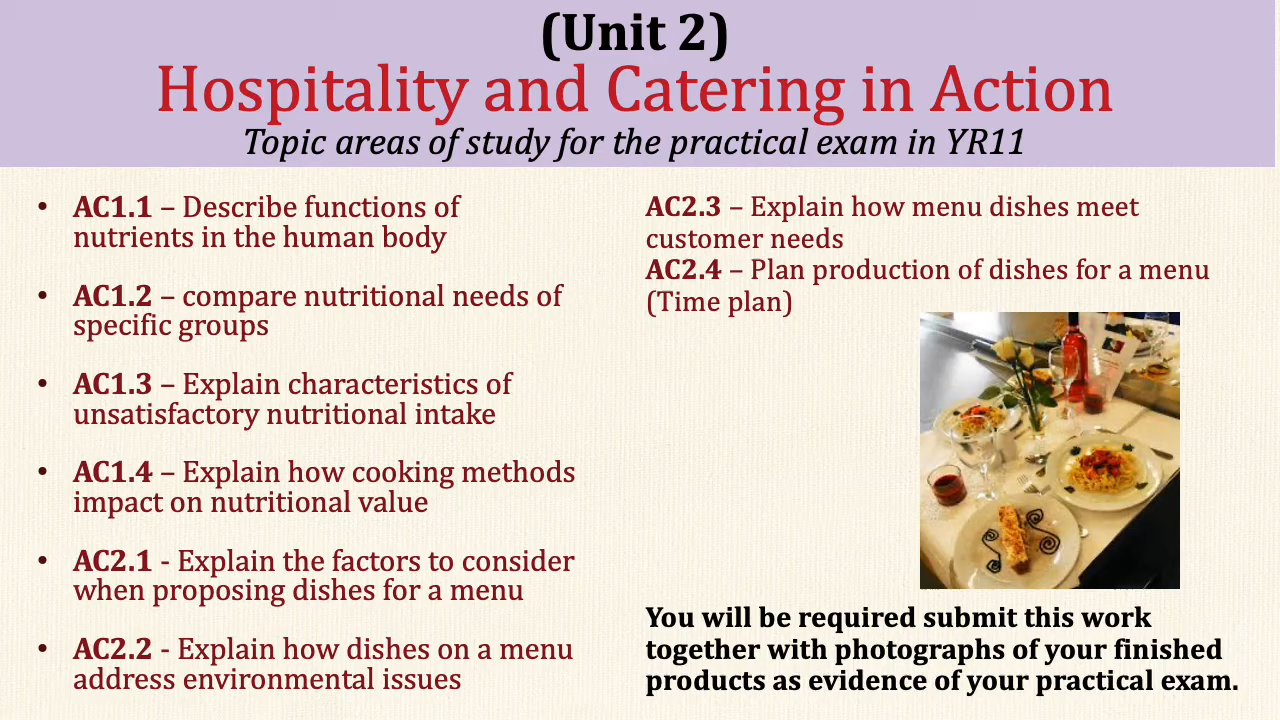 (Unit 2)
Hospitality and Catering in Action
Topic areas of study for the practical exam in YR11
• AC1.1 – Describe functions of
nutrients in the human body
• AC1.2 – compare nutritional needs of
specific groups
• AC1.3 – Explain characteristics of
unsatisfactory nutritional intake
• AC1.4 – Explain how cooking methods
impact on nutritional value
• AC2.1 - Explain the factors to consider
when proposing dishes for a menu
• AC2.2 - Explain how dishes on a menu
address environmental issues
AC2.3 – Explain how menu dishes meet
customer needs
AC2.4 – Plan production of dishes for a menu
(Time plan)
You will be required submit this work
together with photographs of your finished
products as evidence of your practical exam.